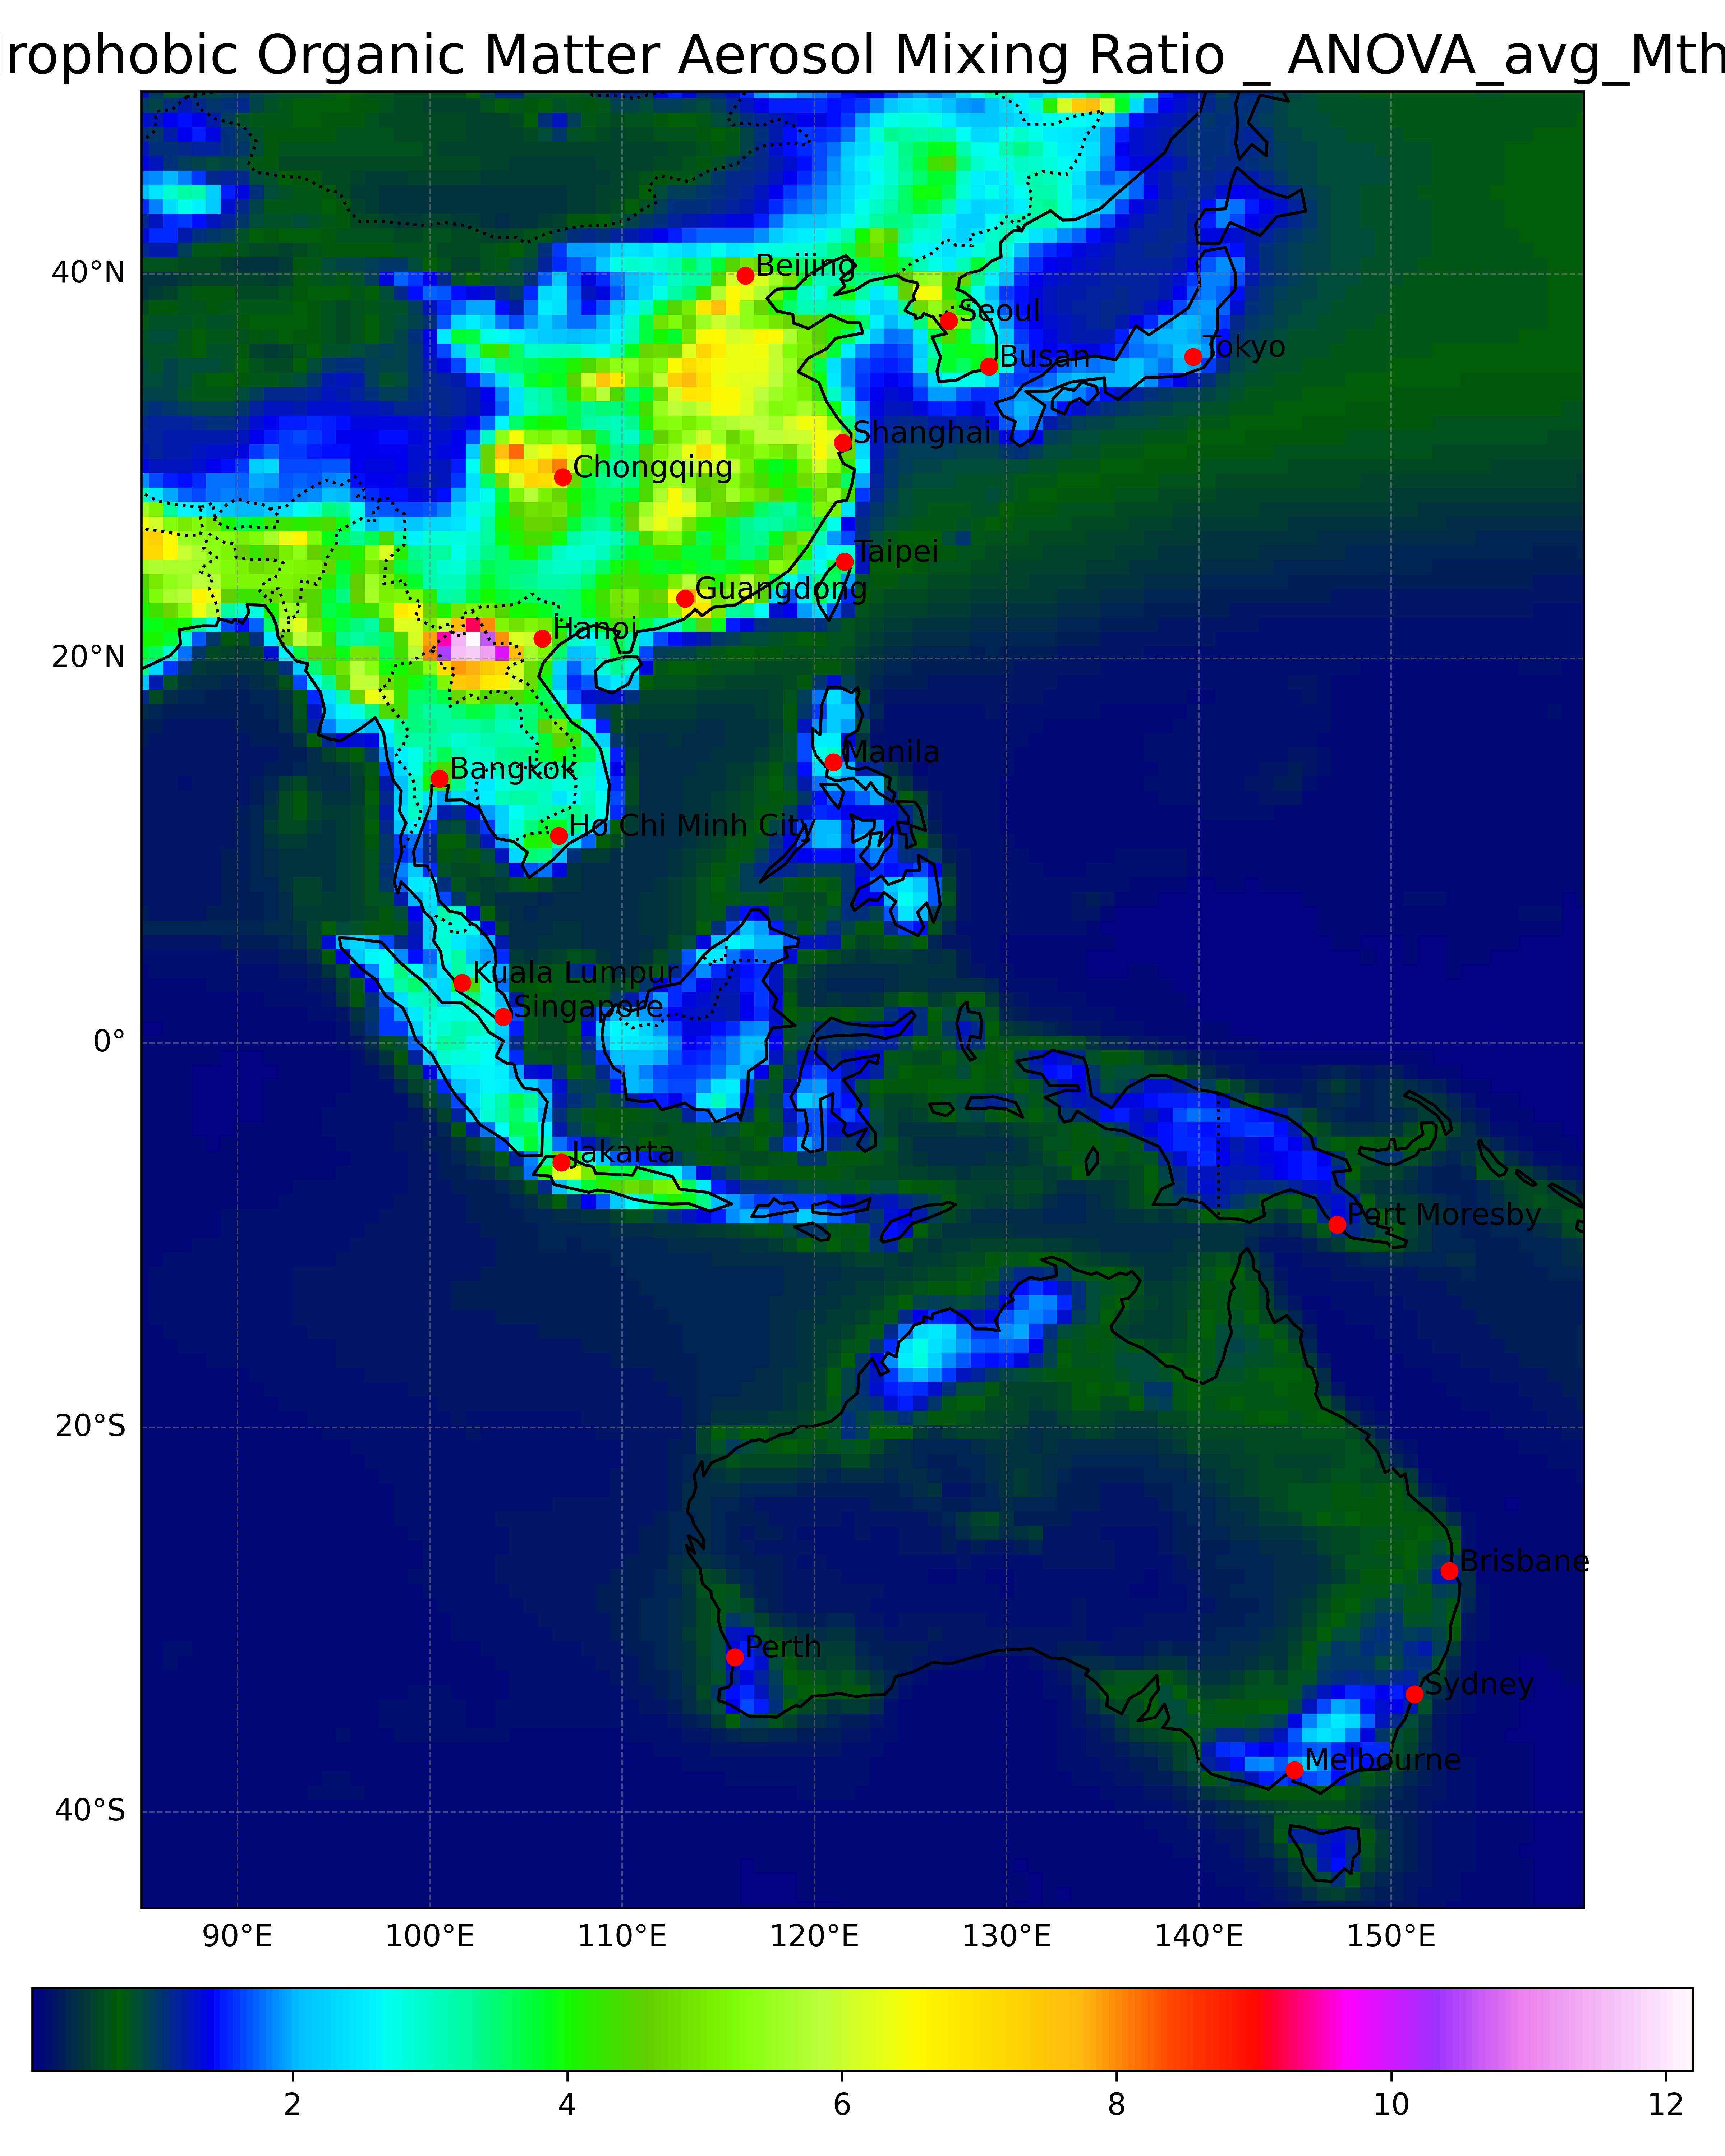 drophobic Organic Matter Aerosol Mixing Ratio _ ANOVA_avg_Mth
40°N
20°N
0°
20°S
40°S
Beijing
Seoul
Busan
Tokyo
Shanghai
Chongqing
Taipei
Guangdong
Hanoi
Manila
Bangkok
Ho Chi Minh City
Kuala Lumpur
Singapore
Jakarta
Port Moresby
Brisbane
Perth
Sydney
Melbourne
90°E 100°E 110°E 120°E 130°E 140°E 150°E
2 4 6 8 10 12